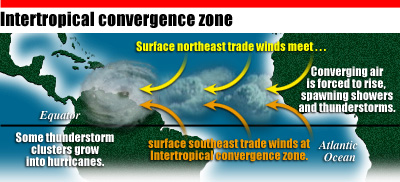 Intertropical convergence zone
Surface northeast trade winds meet . . .
Converging air
is forced to rise,
spawning showers
and thunderstorms.
Equator
Some thunderstorm
clusters grow
into hurricanes.
surface southeast trade winds at
Intertropical convergence zone.
Atlantic
Ocean